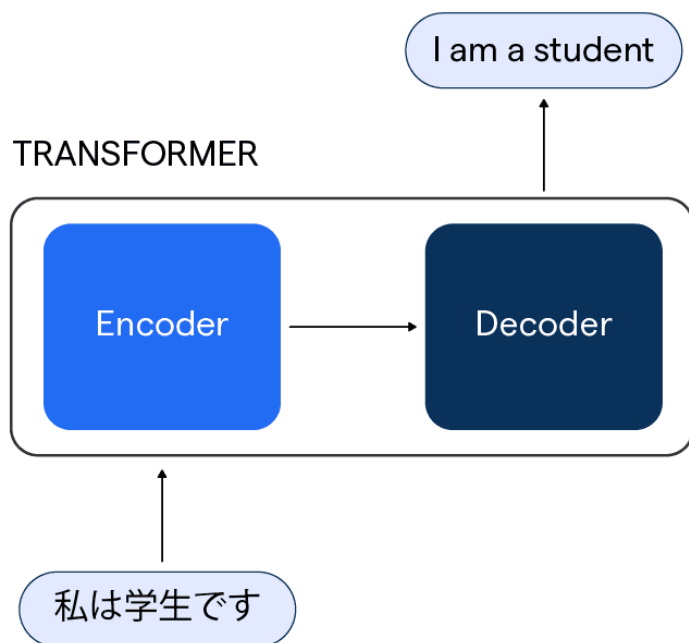 I am a student
TRANSFORMER
Encoder
Decoder
私は学生です